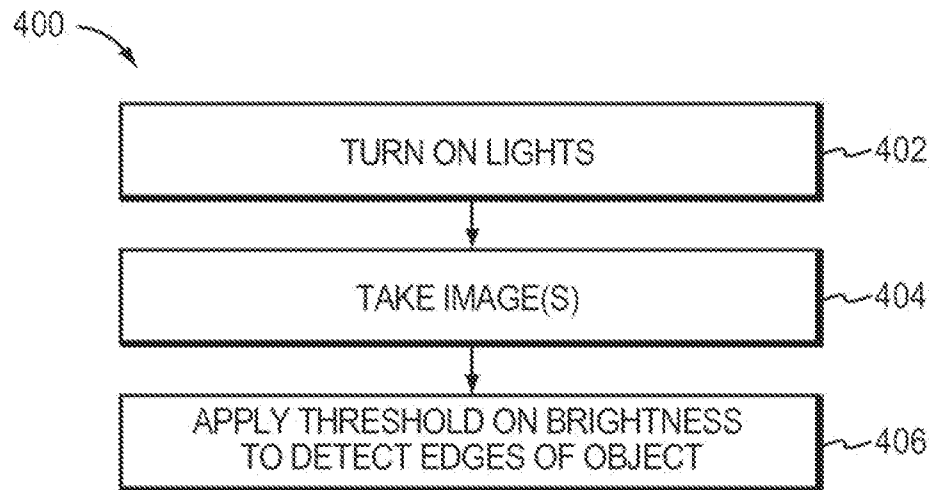 400
TURN ON LIGHTS
402
TAKE IMAGE(S)
404
APPLY THRESHOLD ON BRIGHTNESS
TO DETECT EDGES OF OBJECT
406